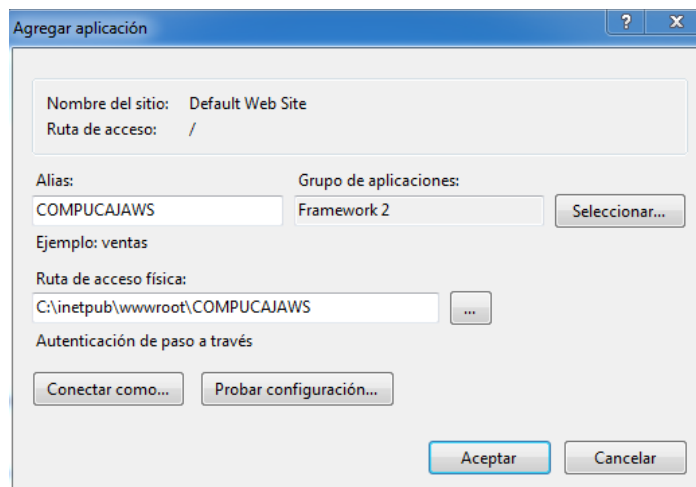 Agregar aplicación
Nombre del sitio: Default Web Site
Ruta de acceso: /
Alias: Grupo de aplicaciones:
COMPUCAJAWS Framework 2 Seleccionar...
Ejemplo: ventas
Ruta de acceso física:
C:\inetpub\wwwroot\COMPUCAJAWS ...
Autenticación de paso a través
Conectar como... Probar configuración...
Aceptar Cancelar